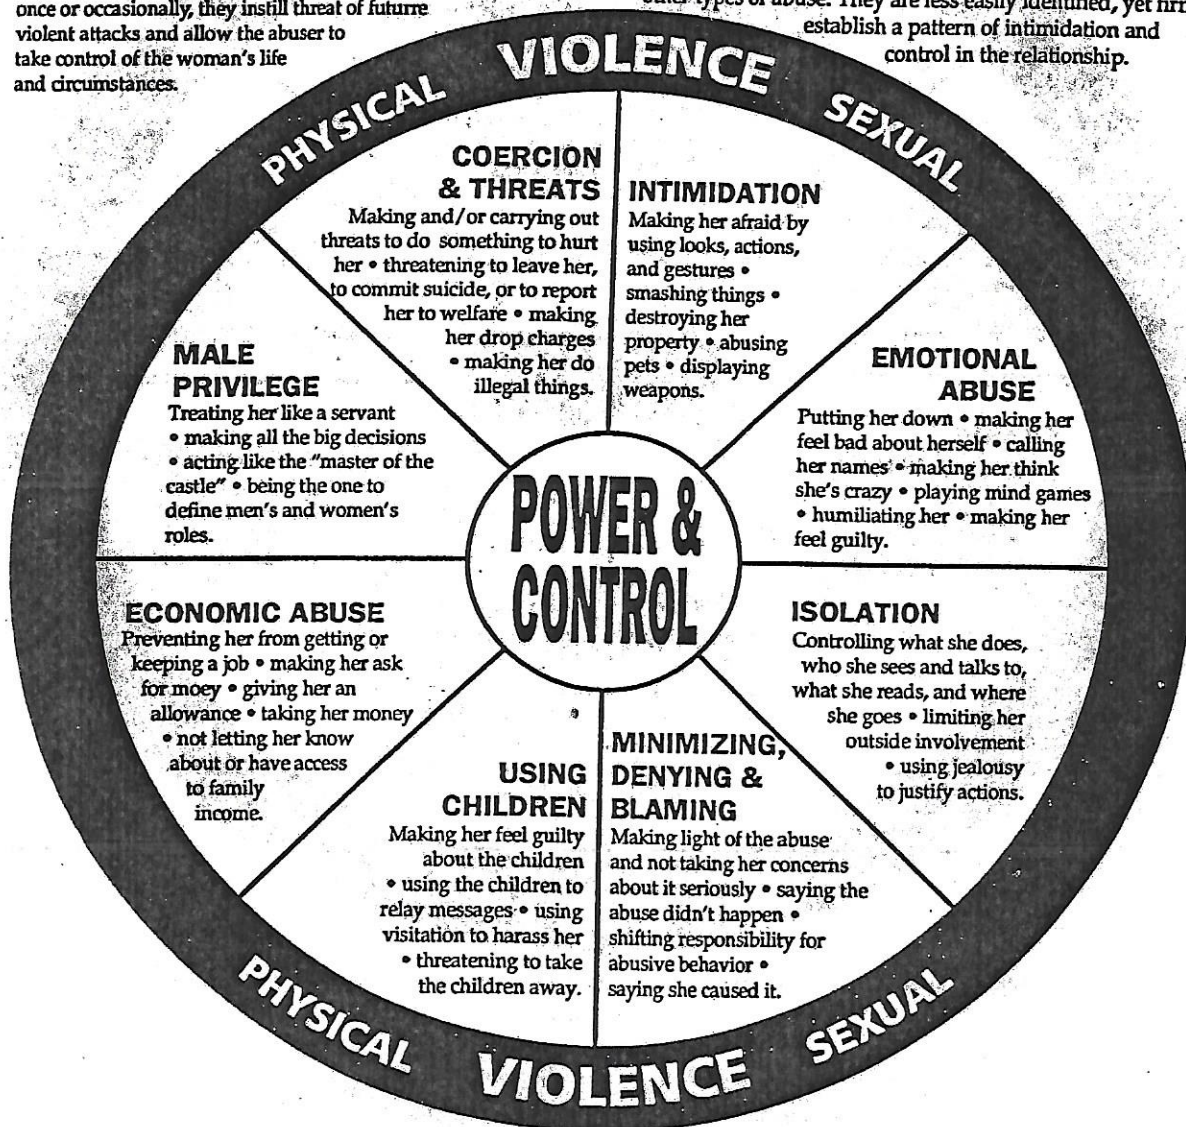 once or occasionally, they instill threat of futurre
violent attacks and allow the abuser to
take control of the woman's life
and circumstances.
types of abuse. They are less easily identified, yet
establish a pattern of intimidation and
control in the relationship.
PHYSICAL VIOLENCE SEXUAL
COERCION
& THREATS
Making and/or carrying out
threats to do something to hurt
her • threatening to leave her,
to commit suicide, or to report
her to welfare • making
her drop charges
• making her do
illegal things.
INTIMIDATION
Making her afraid by
using looks, actions,
and gestures •
smashing things •
destroying her
property • abusing
pets • displaying
weapons.
MALE
PRIVILEGE
Treating her like a servant
• making all the big decisions
• acting like the "master of the
castle" • being the one to
define men's and women's
roles.
EMOTIONAL
ABUSE
Putting her down • making her
feel bad about herself • calling
her names • making her think
she's crazy • playing mind games
• humiliating her • making her
feel guilty.
POWER &
CONTROL
ECONOMIC ABUSE
Preventing her from getting or
keeping a job • making her ask
for moey • giving her an
allowance • taking her money
• not letting her know
about or have access
to family
income.
ISOLATION
Controlling what she does,
who she sees and talks to,
what she reads, and where
she goes • limiting her
outside involvement
• using jealousy
to justify actions.
USING
CHILDREN
Making her feel guilty
about the children
• using the children to
relay messages • using
visitation to harass her
• threatening to take
the children away.
MINIMIZING,
DENYING &
BLAMING
Making light of the abuse
and not taking her concerns
about it seriously • saying the
abuse didn't happen •
shifting responsibility for
abusive behavior •
saying she caused it.
PHYSICAL VIOLENCE SEXUAL